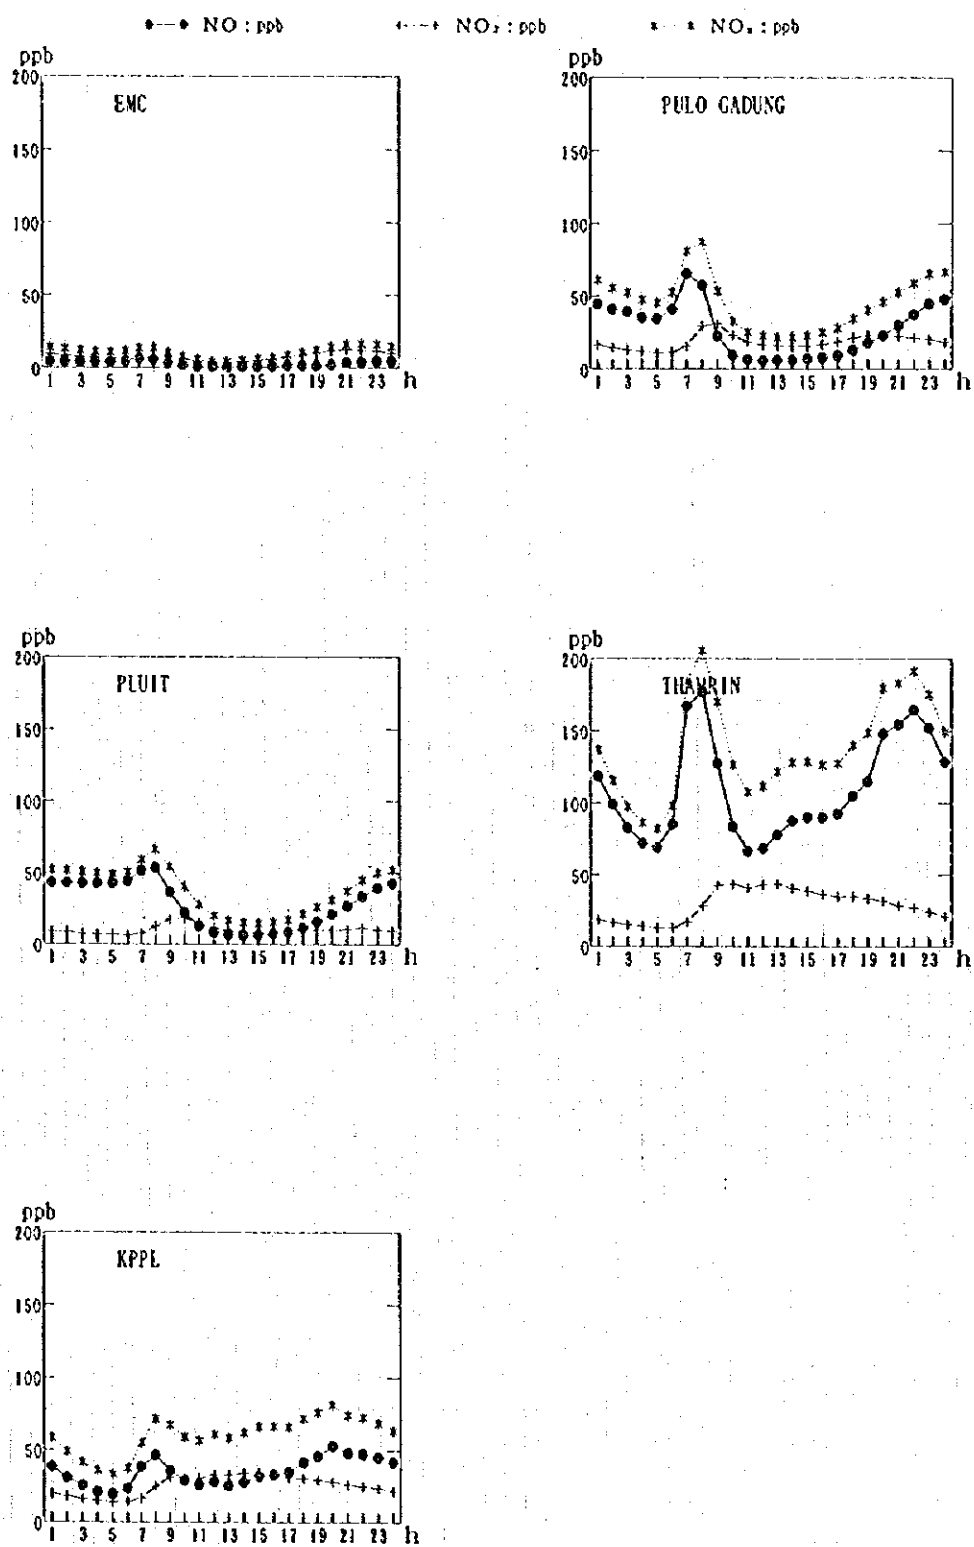 NO : ppb NO₂ : ppb NOₓ : ppb
ppb ppb
200 200
EMC PULO GADUNG
150 150
100 100
50 50
0 0
1 3 5 7 9 11 13 15 17 19 21 23 h 1 3 5 7 9 11 13 15 17 19 21 23 h
ppb ppb
200 200
PLUIT THAMRIN
150 150
100 100
50 50
0 0
1 3 5 7 9 11 13 15 17 19 21 23 h 1 3 5 7 9 11 13 15 17 19 21 23 h
ppb
200
KPPL
150
100
50
0
1 3 5 7 9 11 13 15 17 19 21 23 h